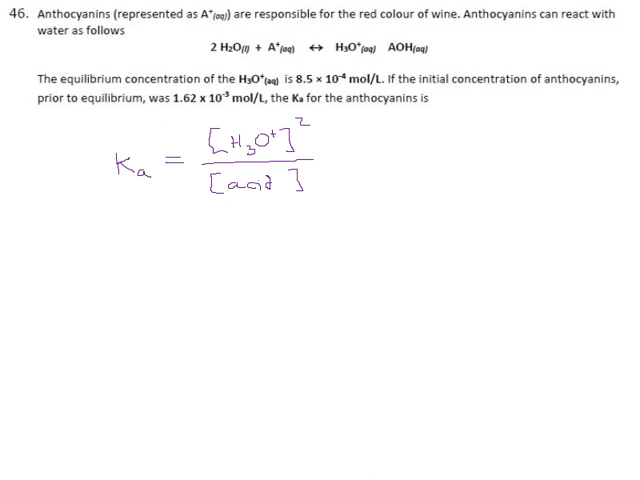 46. Anthocyanins (represented as A⁺(aq)) are responsible for the red colour of wine. Anthocyanins can react with
water as follows
2 H₂O(l) + A⁺(aq) ↔ H₃O⁺(aq) AOH(aq)
The equilibrium concentration of the H₃O⁺(aq) is 8.5 × 10⁻⁴ mol/L. If the initial concentration of anthocyanins,
prior to equilibrium, was 1.62 x 10⁻³ mol/L, the Ka for the anthocyanins is
Ka = [H₃O⁺]²
[acid]